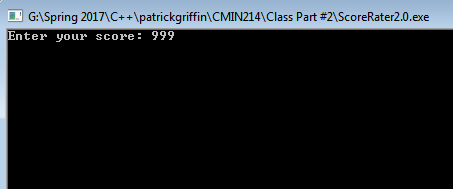 G:\Spring 2017\C++\patrickgriffin\CMIN214\Class Part #2\ScoreRater2.0.exe
Enter your score: 999